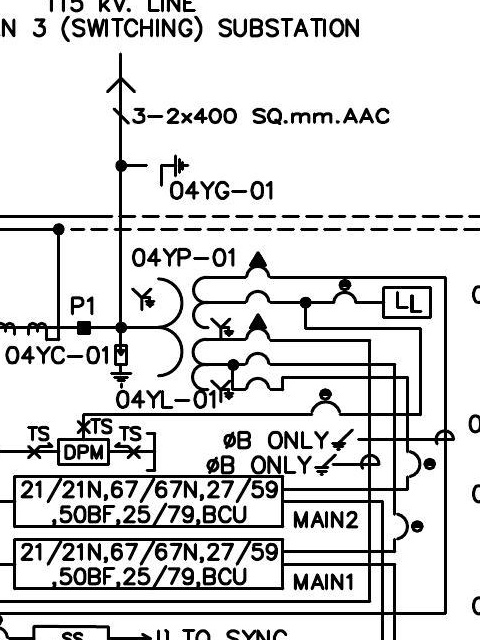 115 kV. LINE
N 3 (SWITCHING) SUBSTATION
3-2x400 SQ.mm.AAC
04YG-01
04YP-01
P1
LL
04YC-01
04YL-01
TS
TS
TS
DPM
ØB ONLY
ØB ONLY
21/21N,67/67N,27/59
,50BF,25/79,BCU
MAIN2
21/21N,67/67N,27/59
,50BF,25/79,BCU
MAIN1
SS
TO SYNC